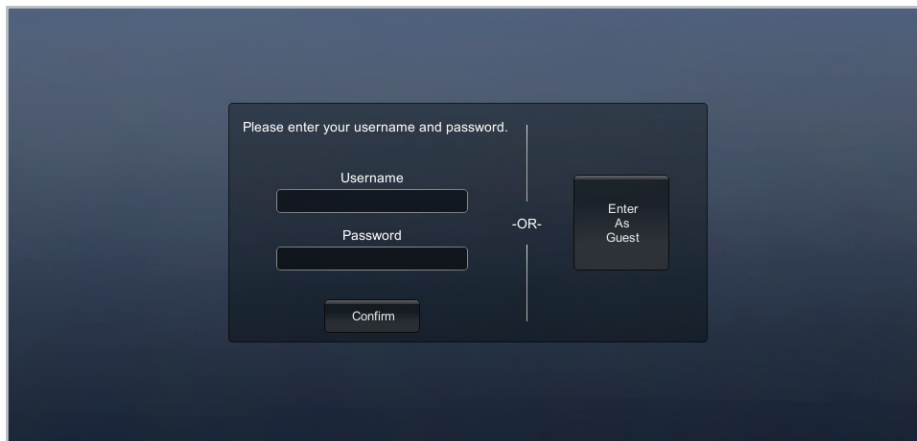 Please enter your username and password.
Username
Password
Confirm
-OR-
Enter
As
Guest